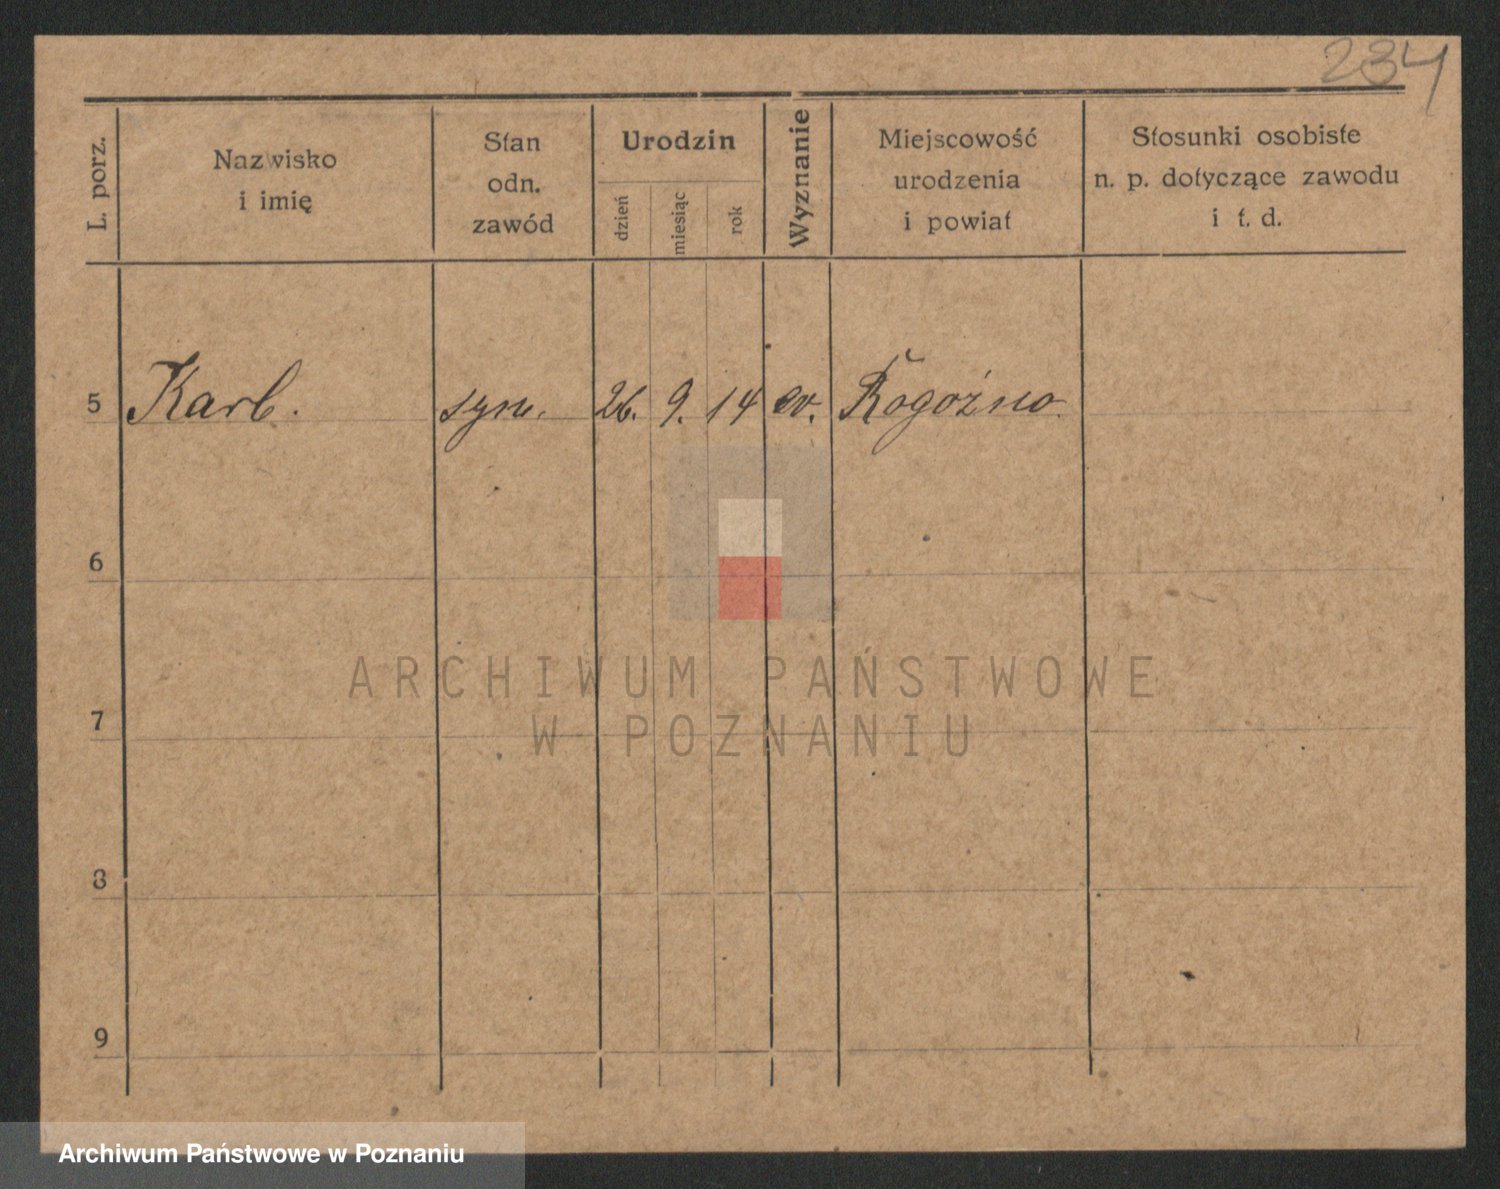 234
L. porz.
Nazwisko
i imię
Stan
odn.
zawód
Urodzin
dzień
miesiąc
rok
Wyznanie
Miejscowość
urodzenia
i powiat
Stosunki osobiste
n. p. dotyczące zawodu
i t. d.
5 Karl. syn. 26. 9. 14 ev. Rogoźno
6
7
8
9
ARCHIWUM PAŃSTWOWE
W POZNANIU
Archiwum Państwowe w Poznaniu